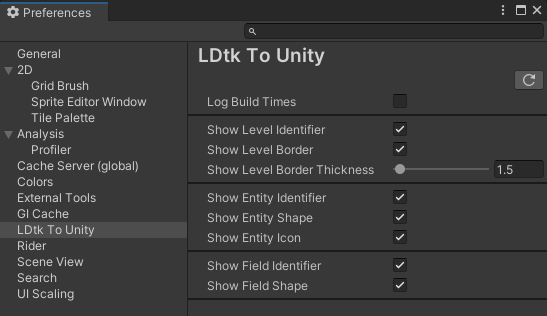 Preferences
General
2D
Grid Brush
Sprite Editor Window
Tile Palette
Analysis
Profiler
Cache Server (global)
Colors
External Tools
GI Cache
LDtk To Unity
Rider
Scene View
Search
UI Scaling
LDtk To Unity
Log Build Times
Show Level Identifier
Show Level Border
Show Level Border Thickness 1.5
Show Entity Identifier
Show Entity Shape
Show Entity Icon
Show Field Identifier
Show Field Shape